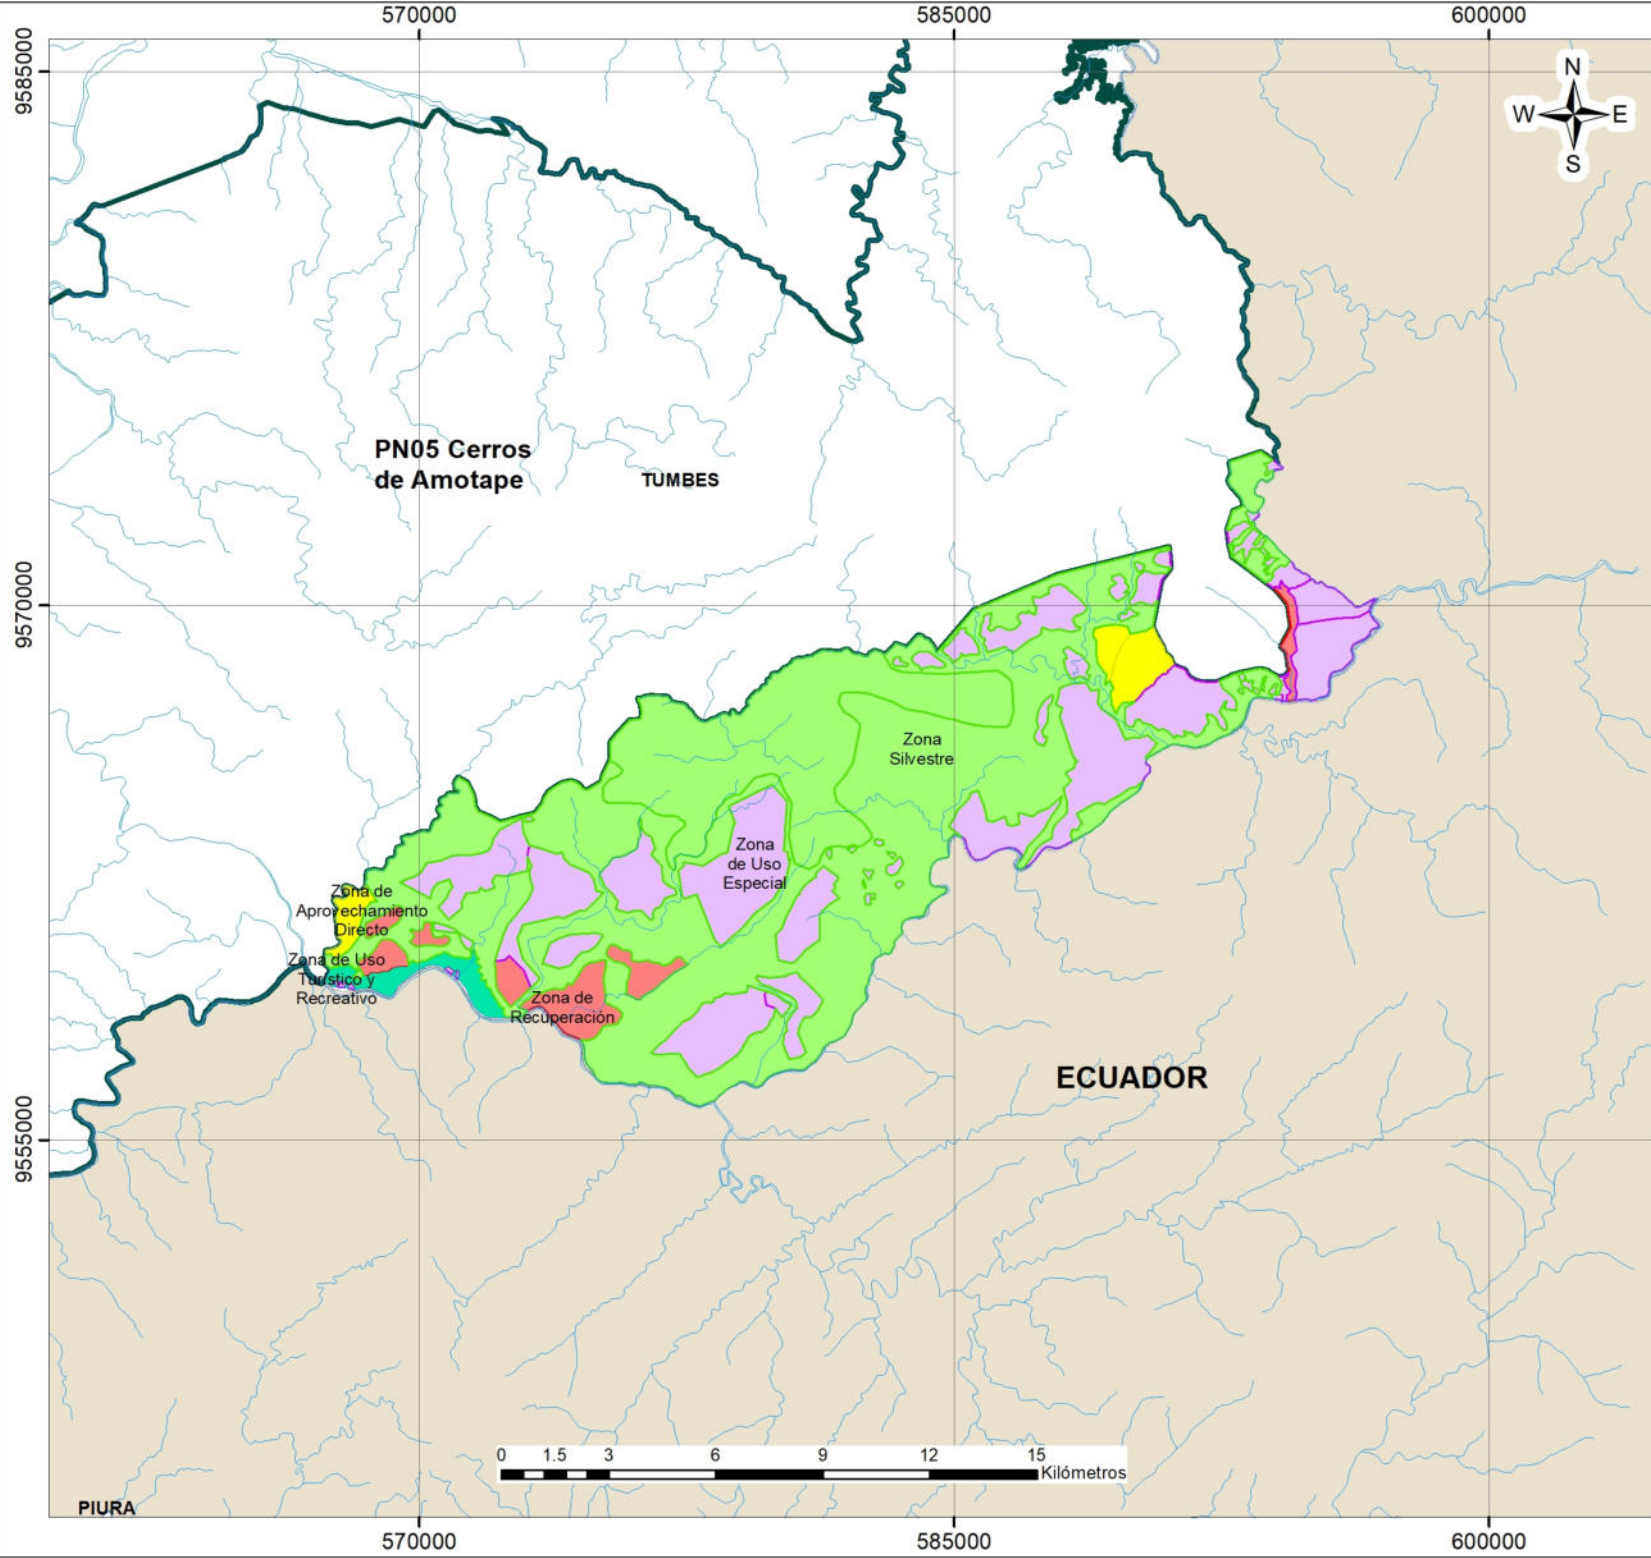 570000
585000
600000
9585000
N
W
E
S
PN05 Cerros
de Amotape
TUMBES
9570000
Zona
Silvestre
Zona
de Uso
Especial
Zona de
Aprovechamiento
Directo
Zona de Uso
Turístico y
Recreativo
Zona de
Recuperación
ECUADOR
9555000
0 1.5 3 6 9 12 15
Kilómetros
PIURA
570000
585000
600000